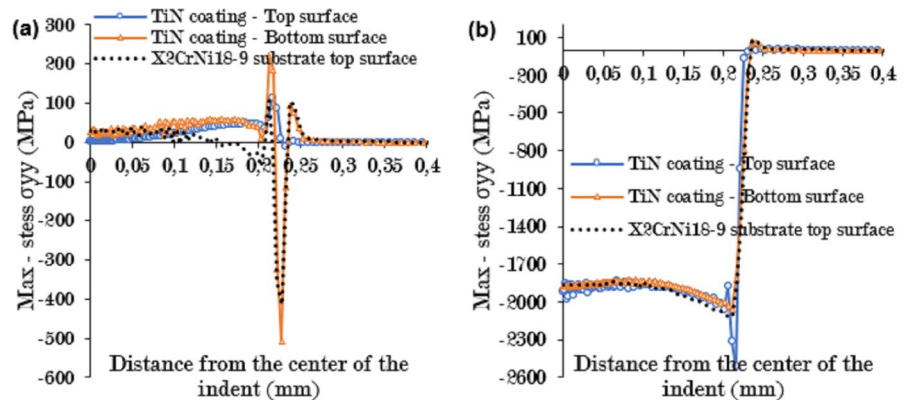 (a)
TiN coating - Top surface
TiN coating - Bottom surface
X2CrNi18-9 substrate top surface
Max - stess σyy (MPa)
300
200
100
0
-100
-200
-300
-400
-500
-600
0 0,05 0,1 0,15 0,2 0,25 0,3 0,35 0,4
Distance from the center of the
indent (mm)
(b)
Max - stess σyy (MPa)
100
-200
-500
-800
-1100
-1400
-1700
-2000
-2300
-2600
0 0,05 0,1 0,15 0,2 0,25 0,3 0,35 0,4
TiN coating - Top surface
TiN coating - Bottom surface
X2CrNi18-9 substrate top surface
Distance from the center of the
indent (mm)